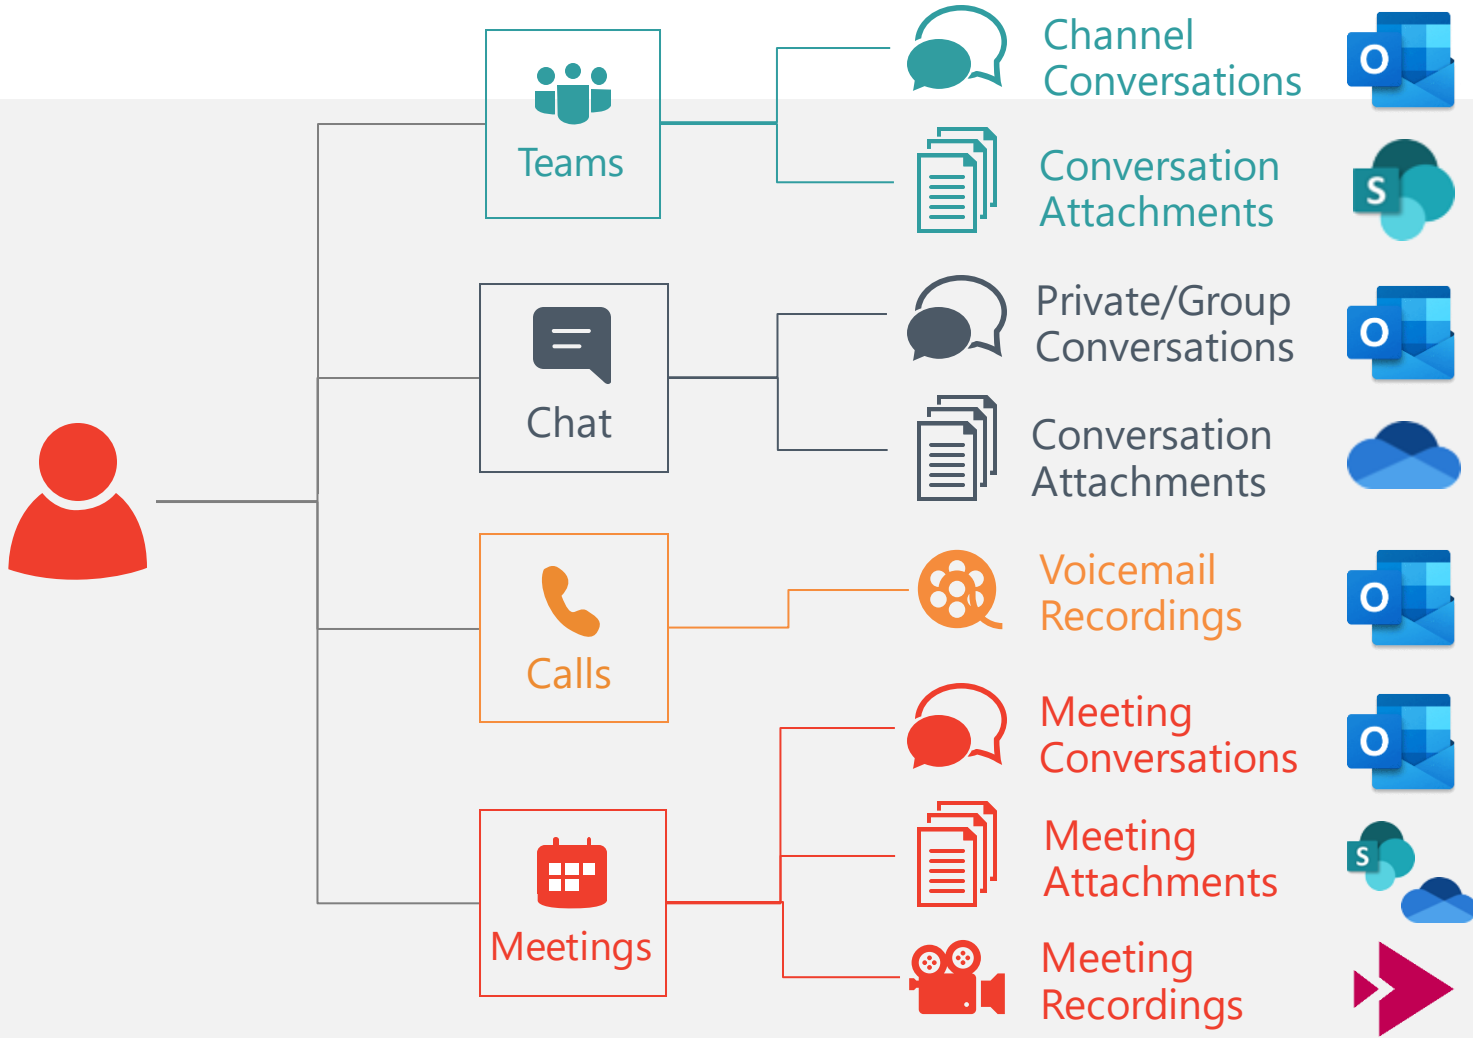 Teams
Channel
Conversations
O
Conversation
Attachments
S
Chat
Private/Group
Conversations
O
Conversation
Attachments
Calls
Voicemail
Recordings
O
Meetings
Meeting
Conversations
O
Meeting
Attachments
S
Meeting
Recordings